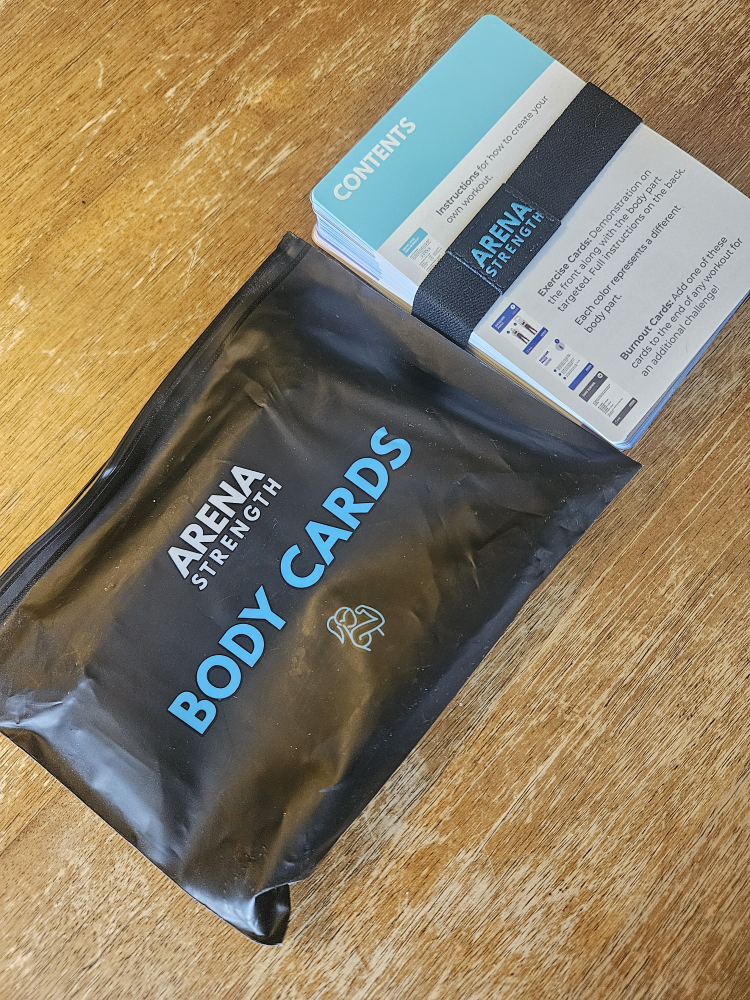 CONTENTS
Instructions for how to create your
own workout.
ARENA
STRENGTH
Exercise Cards: Demonstration on
the front along with the body part
targeted. Full instructions on the back.
Each color represents a different
body part.
Burnout Cards: Add one of these
cards to the end of any workout for
an additional challenge!
ARENA
STRENGTH
BODY CARDS